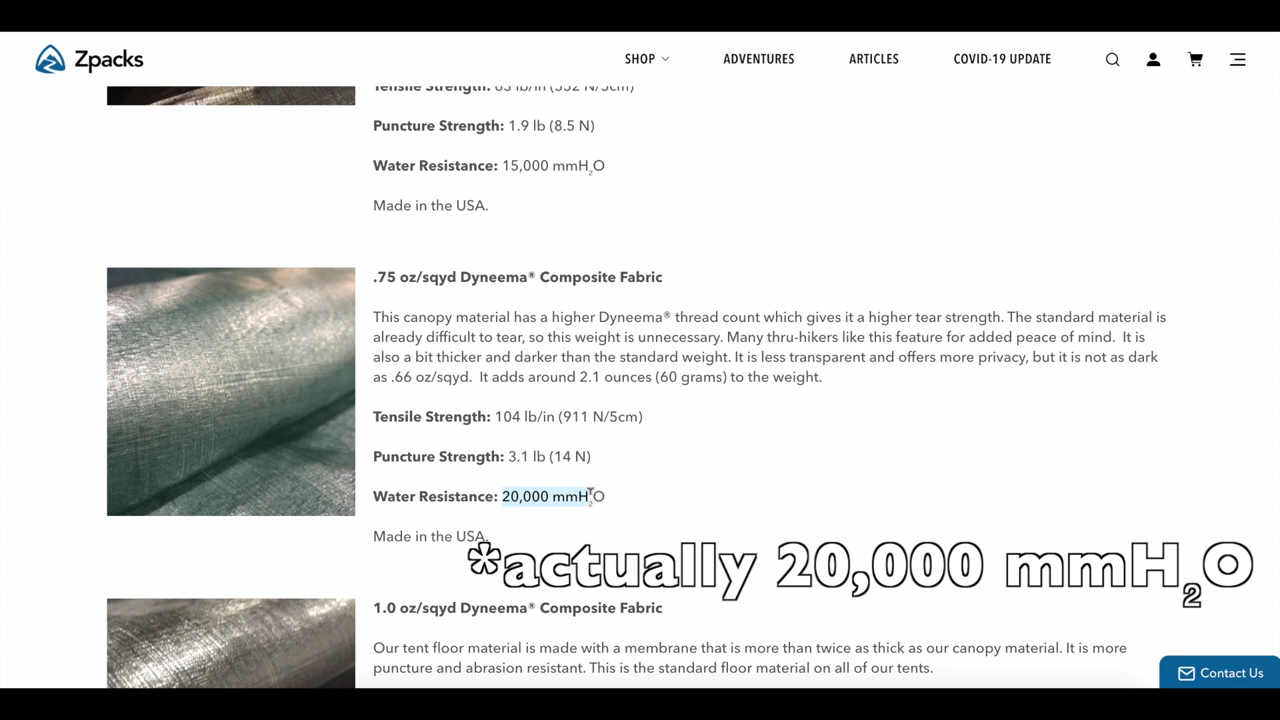 Zpacks
SHOP
ADVENTURES
ARTICLES
COVID-19 UPDATE
Tensile Strength: 63 lb/in (552 N/5cm)
Puncture Strength: 1.9 lb (8.5 N)
Water Resistance: 15,000 mmH₂O
Made in the USA.
.75 oz/sqyd Dyneema® Composite Fabric
This canopy material has a higher Dyneema® thread count which gives it a higher tear strength. The standard material is
already difficult to tear, so this weight is unnecessary. Many thru-hikers like this feature for added peace of mind.  It is
also a bit thicker and darker than the standard weight. It is less transparent and offers more privacy, but it is not as dark
as .66 oz/sqyd.  It adds around 2.1 ounces (60 grams) to the weight.
Tensile Strength: 104 lb/in (911 N/5cm)
Puncture Strength: 3.1 lb (14 N)
Water Resistance: 20,000 mmH₂O
Made in the USA.
*actually 20,000 mmH₂O
1.0 oz/sqyd Dyneema® Composite Fabric
Our tent floor material is made with a membrane that is more than twice as thick as our canopy material. It is more
puncture and abrasion resistant. This is the standard floor material on all of our tents.
Contact Us